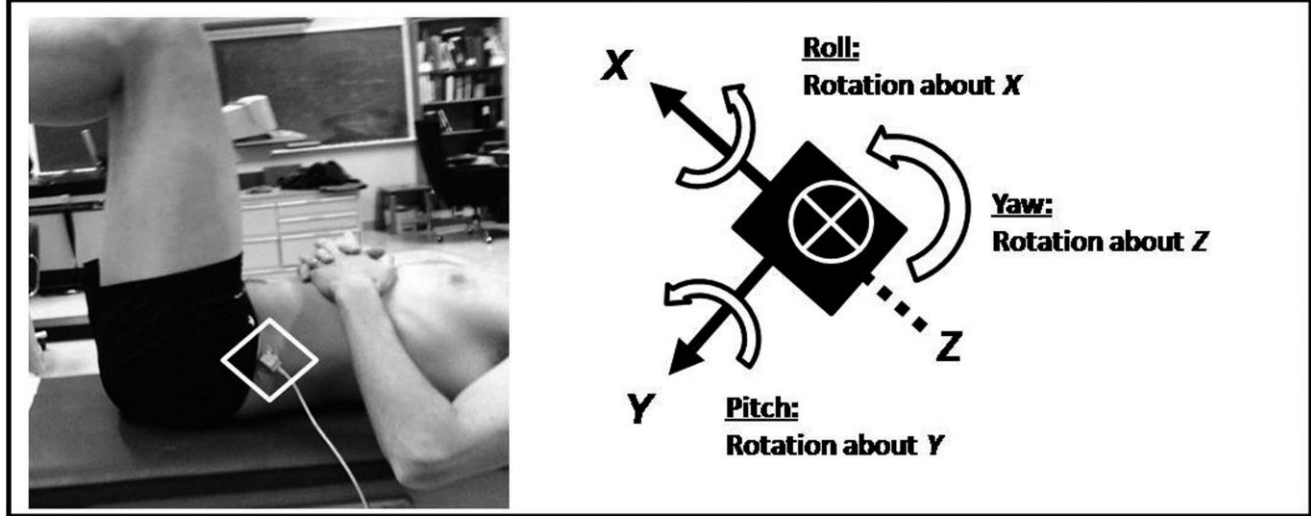 X
Roll:
Rotation about X
Yaw:
Rotation about Z
Z
Y
Pitch:
Rotation about Y